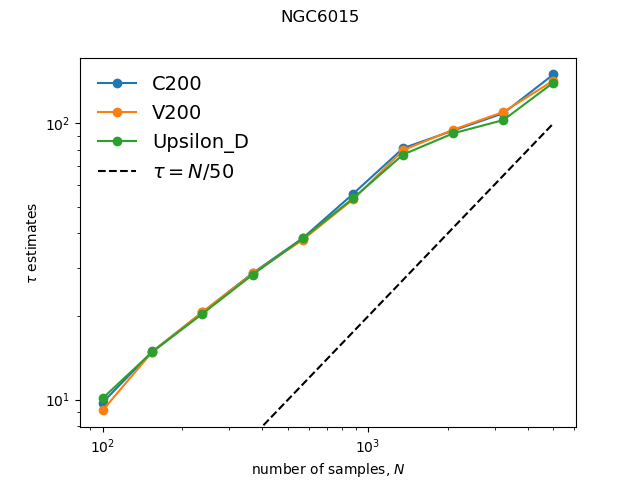 NGC6015
C200
V200
Upsilon_D
τ = N/50
10²
10¹
τ estimates
10² 10³
number of samples, N